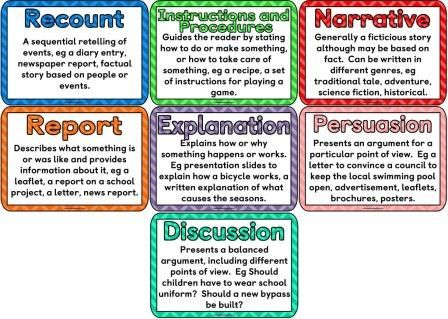 Recount
A sequential retelling of
events, eg a diary entry,
newspaper report, factual
story based on people or
events.
Instructions and
Procedures
Guides the reader by stating
how to do or make something,
or how to take care of
something, eg a recipe, a set
of instructions for playing a
game.
Narrative
Generally a ficticious story
although may be based on
fact. Can be written in
different genres, eg
traditional tale, adventure,
science fiction, historical.
Report
Describes what something is
or was like and provides
information about it, eg a
leaflet, a report on a school
project, a letter, news report.
Explanation
Explains how or why
something happens or works.
Eg presentation slides to
explain how a bicycle works, a
written explanation of what
causes the seasons.
Persuasion
Presents an argument for a
particular point of view. Eg a
letter to convince a council to
keep the local swimming pool
open, advertisement, leaflets,
brochures, posters.
Discussion
Presents a balanced
argument, including different
points of view. Eg Should
children have to wear school
uniform? Should a new bypass
be built?